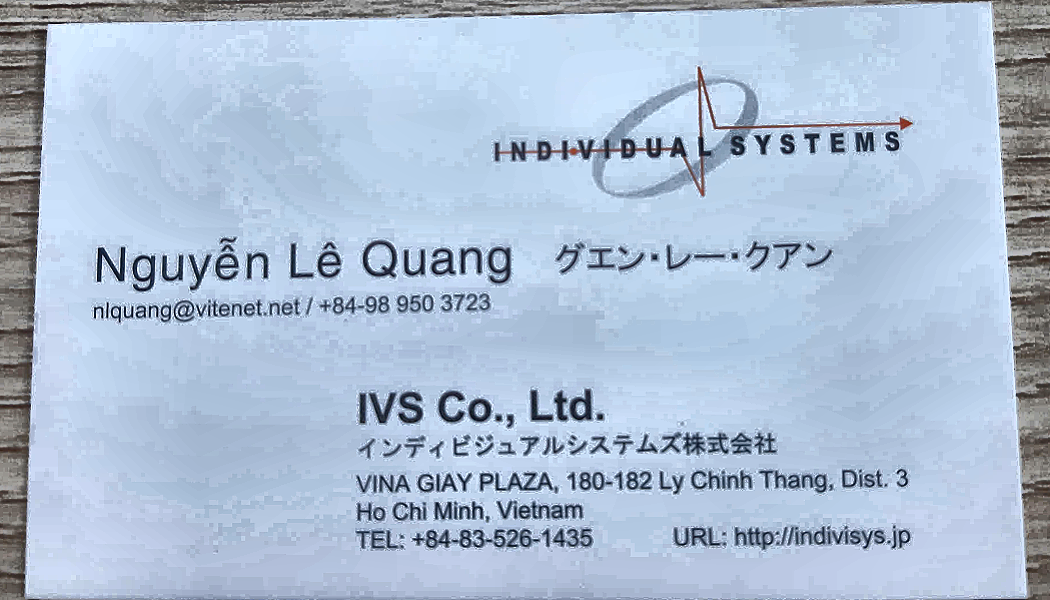 INDIVIDUAL SYSTEMS
Nguyễn Lê Quang グエン・レー・クアン
nlquang@vitenet.net / +84-98 950 3723
IVS Co., Ltd.
インディビジュアルシステムズ株式会社
VINA GIAY PLAZA, 180-182 Ly Chinh Thang, Dist. 3
Ho Chi Minh, Vietnam
TEL: +84-83-526-1435 URL: http://indivisys.jp